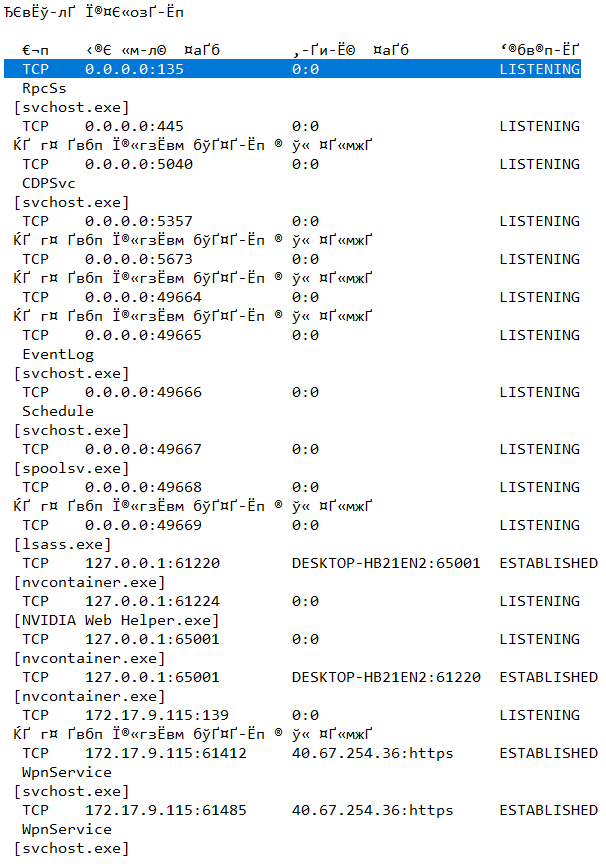 ЂЄвЁў-лҐ Ї®¤Є«озҐ-Ёп
€¬п ‹®Є «м-л© ¤аҐб ‚-Ґи-Ё© ¤аҐб ‘®бв®п-ЁҐ
TCP 0.0.0.0:135 0:0 LISTENING
RpcSs
[svchost.exe]
TCP 0.0.0.0:445 0:0 LISTENING
ЌҐ г¤ Ґвбп Ї®«гзЁвм бўҐ¤Ґ-Ёп ® ў« ¤Ґ«мжҐ
TCP 0.0.0.0:5040 0:0 LISTENING
CDPSvc
[svchost.exe]
TCP 0.0.0.0:5357 0:0 LISTENING
ЌҐ г¤ Ґвбп Ї®«гзЁвм бўҐ¤Ґ-Ёп ® ў« ¤Ґ«мжҐ
TCP 0.0.0.0:5673 0:0 LISTENING
ЌҐ г¤ Ґвбп Ї®«гзЁвм бўҐ¤Ґ-Ёп ® ў« ¤Ґ«мжҐ
TCP 0.0.0.0:49664 0:0 LISTENING
ЌҐ г¤ Ґвбп Ї®«гзЁвм бўҐ¤Ґ-Ёп ® ў« ¤Ґ«мжҐ
TCP 0.0.0.0:49665 0:0 LISTENING
EventLog
[svchost.exe]
TCP 0.0.0.0:49666 0:0 LISTENING
Schedule
[svchost.exe]
TCP 0.0.0.0:49667 0:0 LISTENING
[spoolsv.exe]
TCP 0.0.0.0:49668 0:0 LISTENING
ЌҐ г¤ Ґвбп Ї®«гзЁвм бўҐ¤Ґ-Ёп ® ў« ¤Ґ«мжҐ
TCP 0.0.0.0:49669 0:0 LISTENING
[lsass.exe]
TCP 127.0.0.1:61220 DESKTOP-HB21EN2:65001 ESTABLISHED
[nvcontainer.exe]
TCP 127.0.0.1:61224 0:0 LISTENING
[NVIDIA Web Helper.exe]
TCP 127.0.0.1:65001 0:0 LISTENING
[nvcontainer.exe]
TCP 127.0.0.1:65001 DESKTOP-HB21EN2:61220 ESTABLISHED
[nvcontainer.exe]
TCP 172.17.9.115:139 0:0 LISTENING
ЌҐ г¤ Ґвбп Ї®«гзЁвм бўҐ¤Ґ-Ёп ® ў« ¤Ґ«мжҐ
TCP 172.17.9.115:61412 40.67.254.36:https ESTABLISHED
WpnService
[svchost.exe]
TCP 172.17.9.115:61485 40.67.254.36:https ESTABLISHED
WpnService
[svchost.exe]